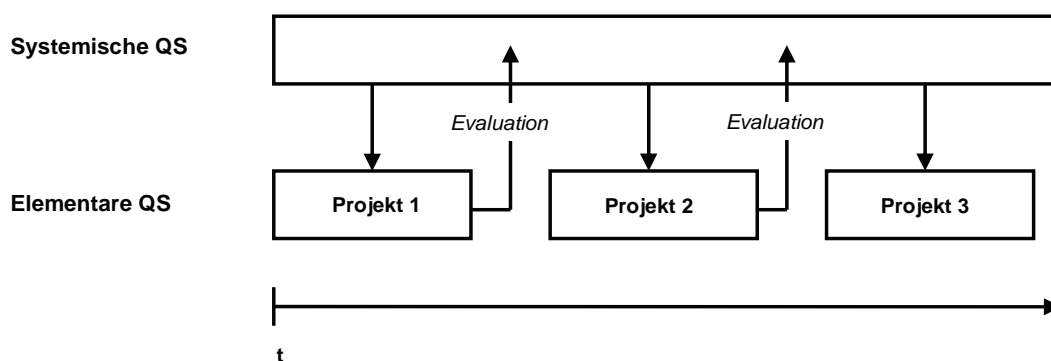 Systemische QS
Evaluation
Evaluation
Elementare QS
Projekt 1
Projekt 2
Projekt 3
t